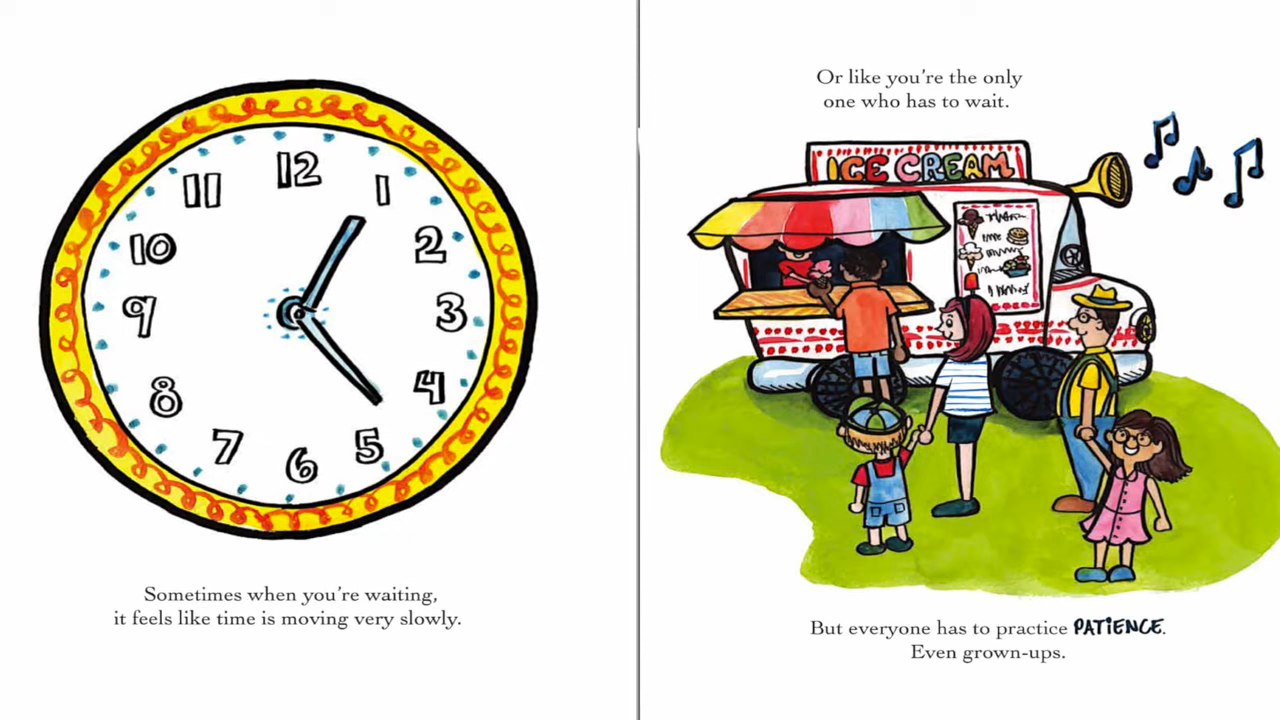 12
11
1
10
2
9
3
8
4
7
5
6
Sometimes when you're waiting,
it feels like time is moving very slowly.
Or like you're the only
one who has to wait.
ICE CREAM
But everyone has to practice PATIENCE.
Even grown-ups.